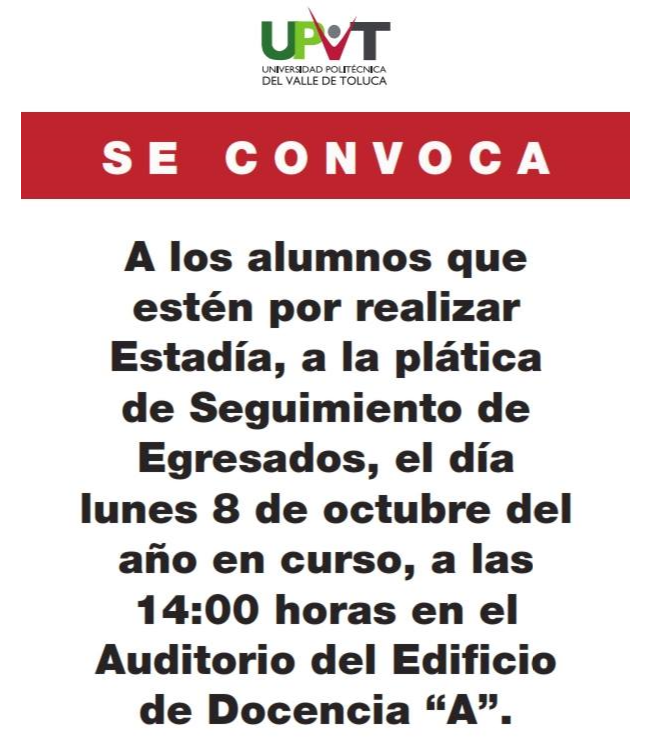 UPVT
UNIVERSIDAD POLITÉCNICA
DEL VALLE DE TOLUCA
SE CONVOCA
A los alumnos que
estén por realizar
Estadía, a la plática
de Seguimiento de
Egresados, el día
lunes 8 de octubre del
año en curso, a las
14:00 horas en el
Auditorio del Edificio
de Docencia “A”.